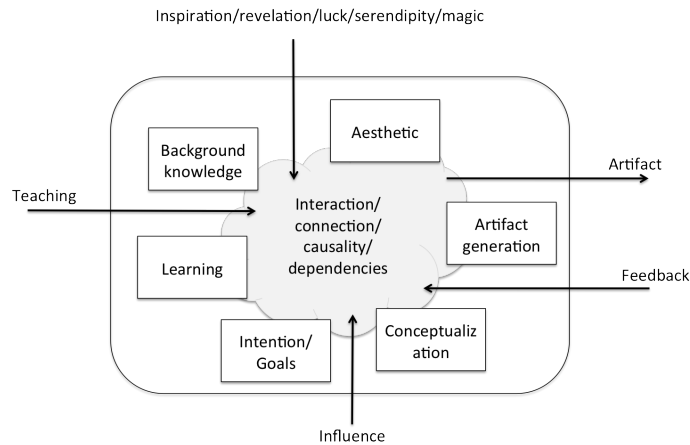 Inspiration/revelation/luck/serendipity/magic
Aesthetic
Background
knowledge
Artifact
Teaching
Interaction/
connection/
causality/
dependencies
Artifact
generation
Learning
Feedback
Intention/
Goals
Conceptualiz
ation
Influence